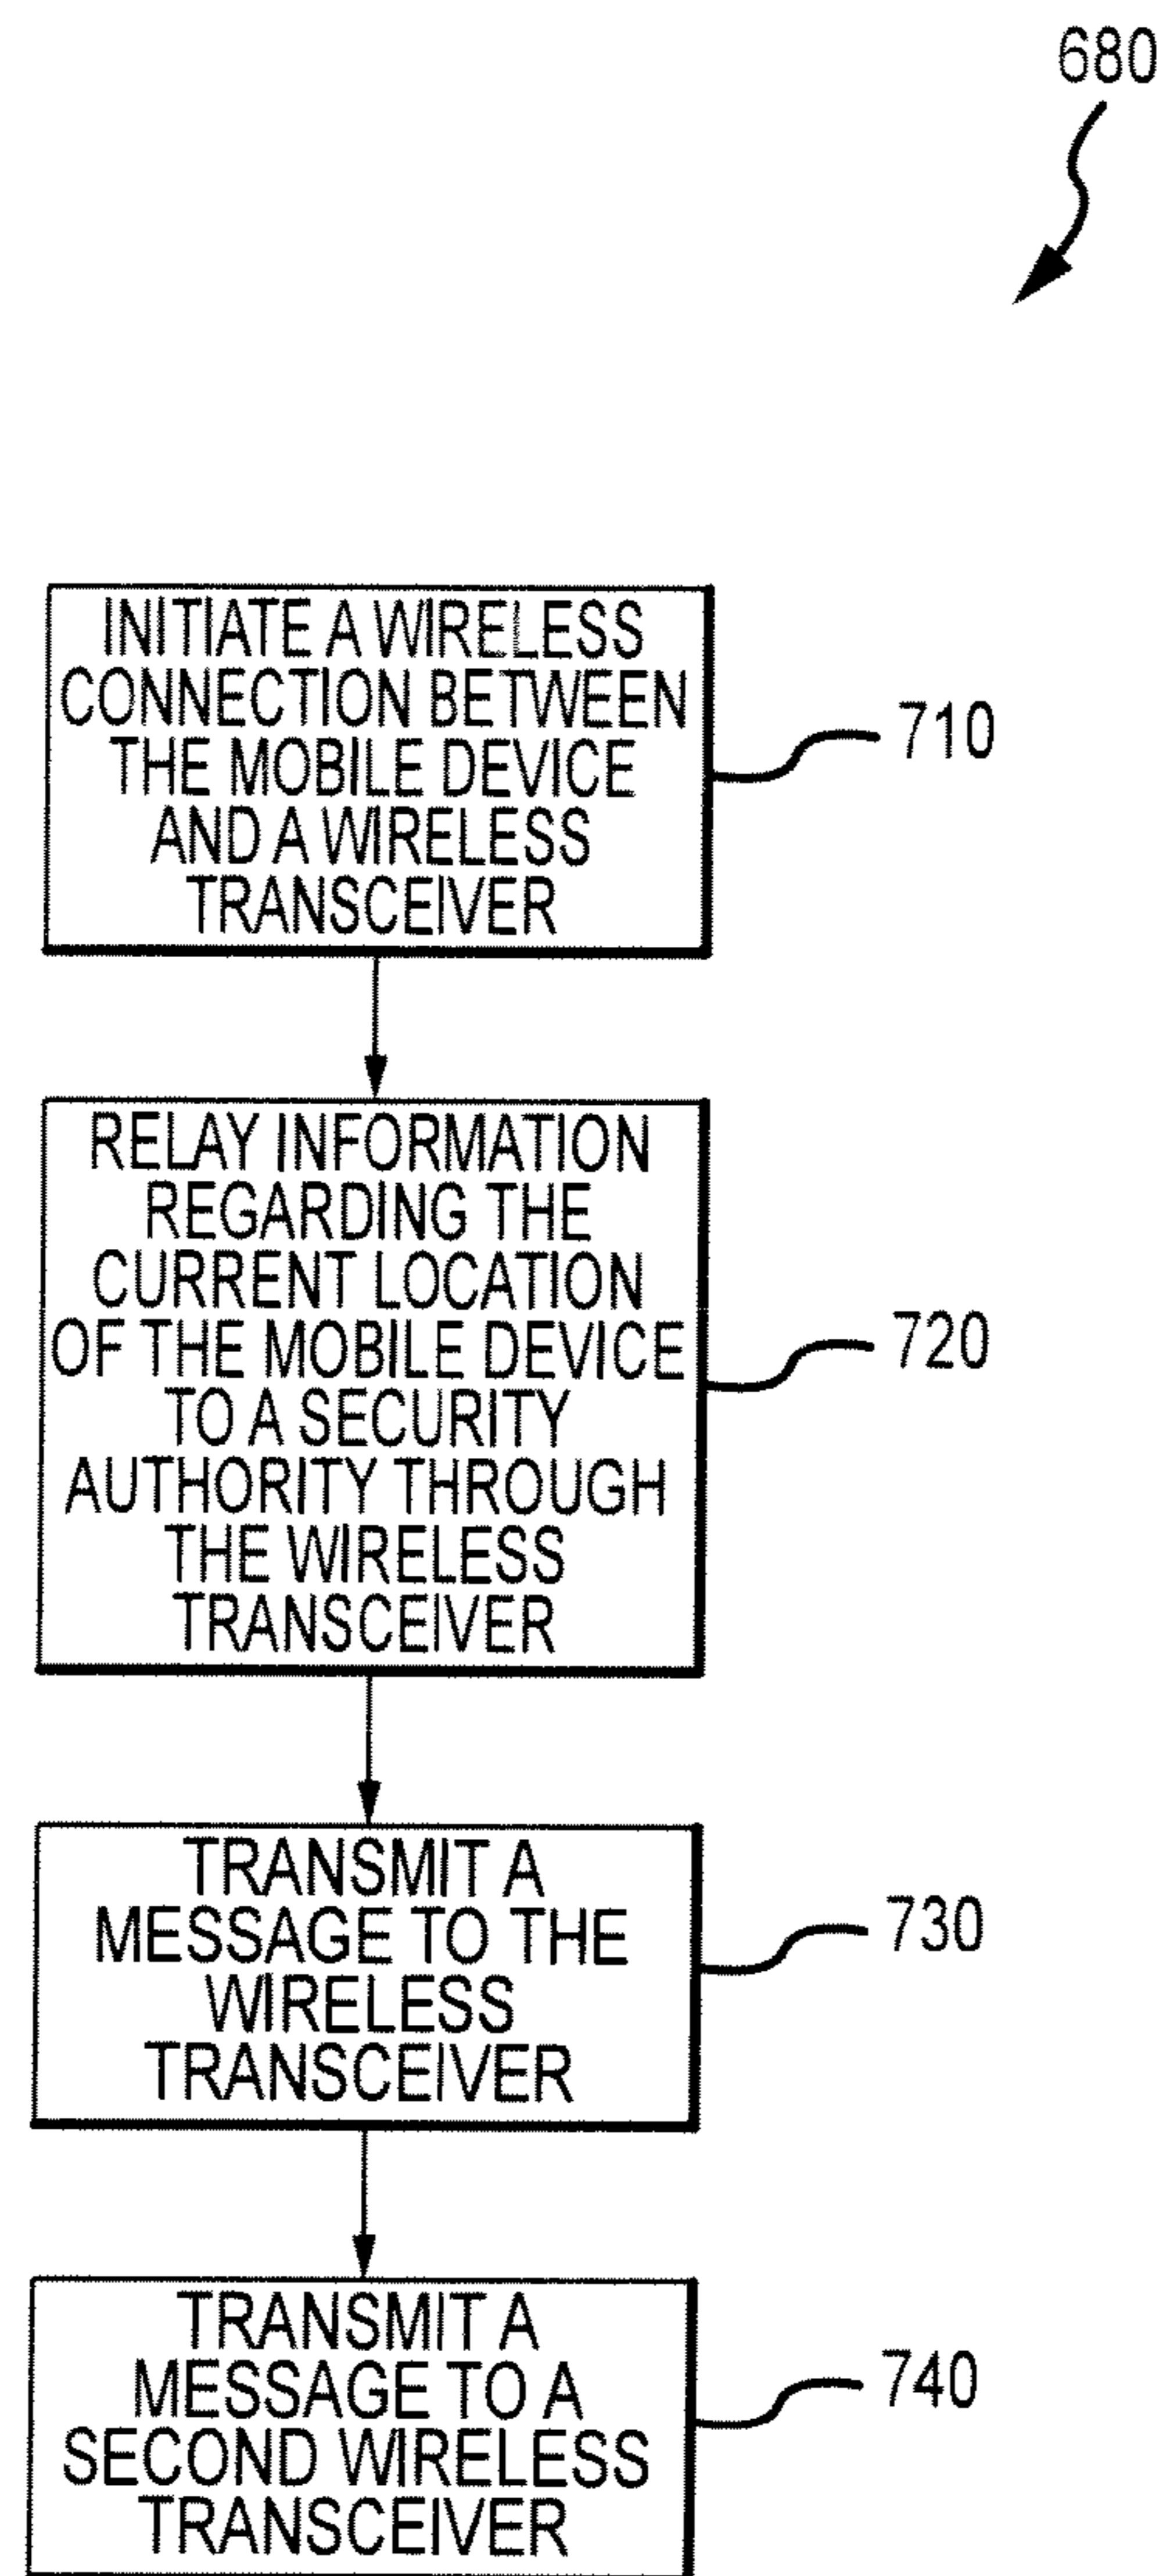 680
INITIATE A WIRELESS
CONNECTION BETWEEN
THE MOBILE DEVICE
AND A WIRELESS
TRANSCEIVER
710
RELAY INFORMATION
REGARDING THE
CURRENT LOCATION
OF THE MOBILE DEVICE
TO A SECURITY
AUTHORITY THROUGH
THE WIRELESS
TRANSCEIVER
720
TRANSMIT A
MESSAGE TO THE
WIRELESS
TRANSCEIVER
730
TRANSMIT A
MESSAGE TO A
SECOND WIRELESS
TRANSCEIVER
740